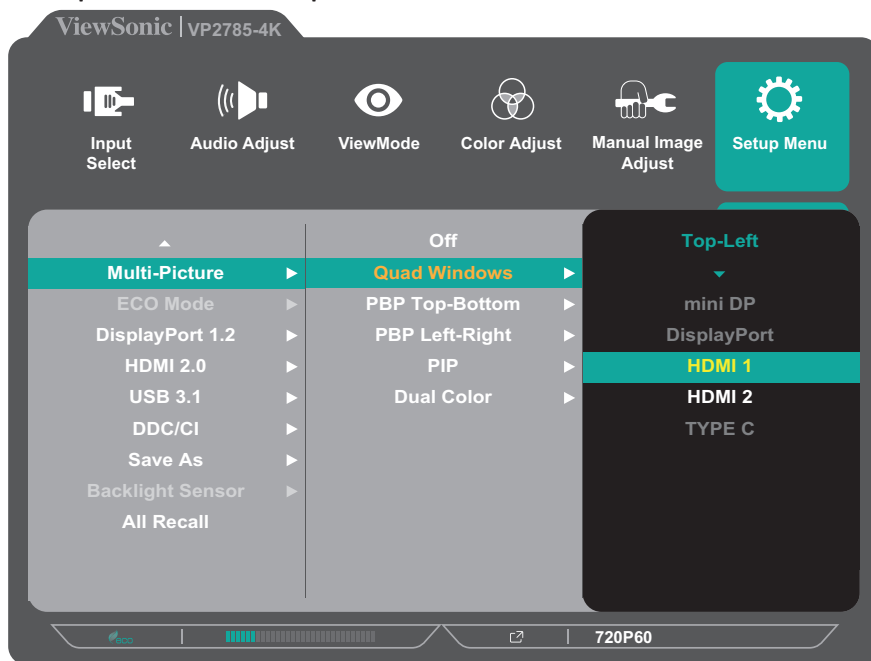 ViewSonic | VP2785-4K
Input
Select
Audio Adjust
ViewMode
Color Adjust
Manual Image
Adjust
Setup Menu
Multi-Picture
ECO Mode
DisplayPort 1.2
HDMI 2.0
USB 3.1
DDC/CI
Save As
Backlight Sensor
All Recall
Off
Quad Windows
PBP Top-Bottom
PBP Left-Right
PIP
Dual Color
Top-Left
mini DP
DisplayPort
HDMI 1
HDMI 2
TYPE C
eco
720P60